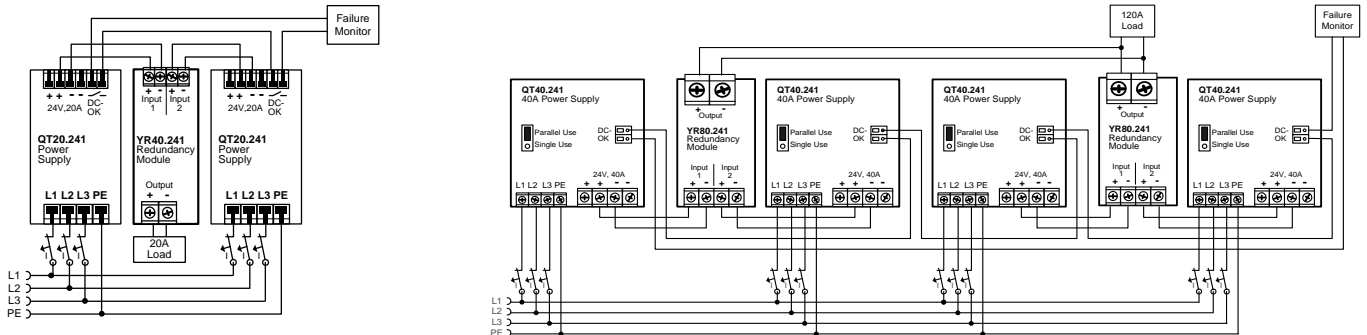 Failure
Monitor
+ + - -
24V,20A DC-
OK
QT20.241
Power
Supply
L1 L2 L3 PE
+ - + -
Input Input
1 2
YR40.241
Redundancy
Module
Output
+ -
20A
Load
+ + - -
24V,20A DC-
OK
QT20.241
Power
Supply
L1 L2 L3 PE
L1
L2
L3
PE
120A
Load
Failure
Monitor
QT40.241
40A Power Supply
Parallel Use
Single Use
DC-
OK
24V, 40A
L1 L2 L3 PE
+ + - -
+ -
Output
YR80.241
Redundancy
Module
Input Input
1 2
+ - + -
QT40.241
40A Power Supply
Parallel Use
Single Use
DC-
OK
24V, 40A
L1 L2 L3 PE
+ + - -
QT40.241
40A Power Supply
Parallel Use
Single Use
DC-
OK
24V, 40A
L1 L2 L3 PE
+ + - -
+ -
Output
YR80.241
Redundancy
Module
Input Input
1 2
+ - + -
QT40.241
40A Power Supply
Parallel Use
Single Use
DC-
OK
24V, 40A
L1 L2 L3 PE
+ + - -
L1
L2
L3
PE